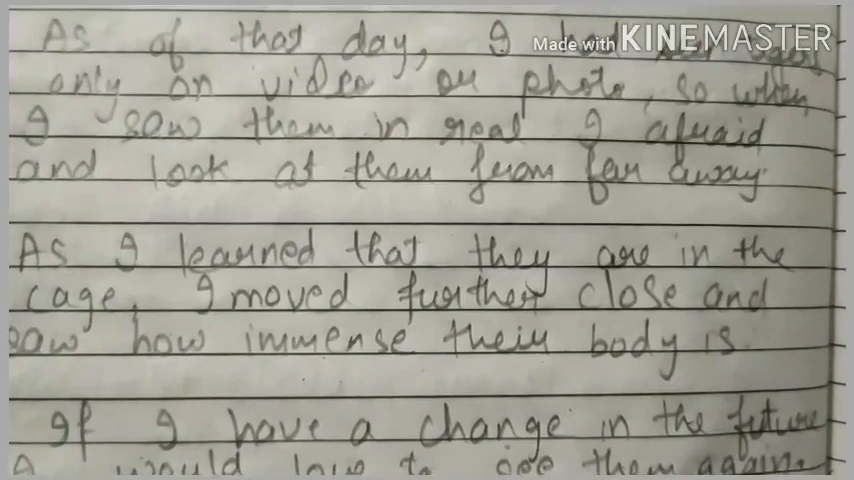 As of that day, I had
Made with KINEMASTER
only on video or photo, so when
I saw them in real I afraid
and look at them from far away.
As I learned that they are in the
cage, I moved further close and
saw how immense their body is
If I have a change in the future
I would love to see them again.